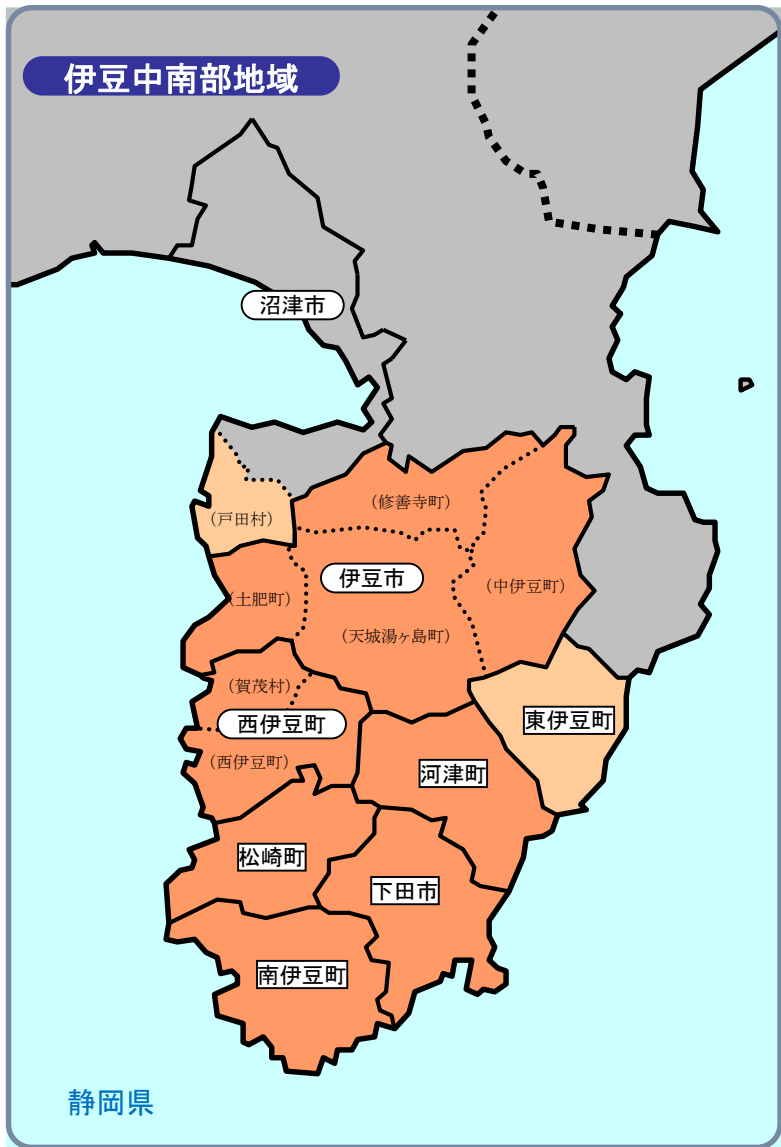 伊豆中南部地域
沼津市
(修善寺町)
(戸田村)
伊豆市
(中伊豆町)
(土肥町)
(天城湯ヶ島町)
(賀茂村)
西伊豆町
東伊豆町
(西伊豆町)
河津町
松崎町
下田市
南伊豆町
静岡県